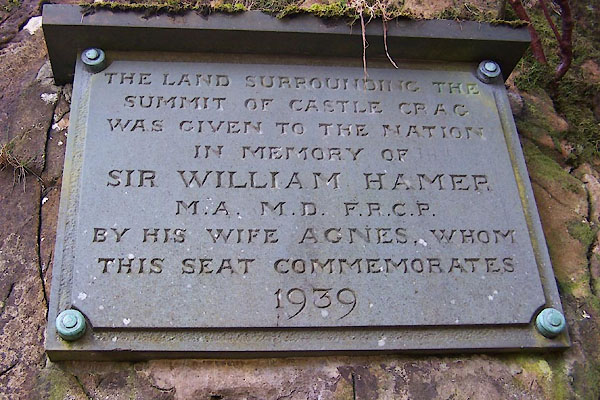 THE LAND SURROUNDING THE
SUMMIT OF CASTLE CRAG
WAS GIVEN TO THE NATION
IN MEMORY OF
SIR WILLIAM HAMER
M.A M.D. F.R.C.P.
BY HIS WIFE AGNES, WHOM
THIS SEAT COMMEMORATES
1939